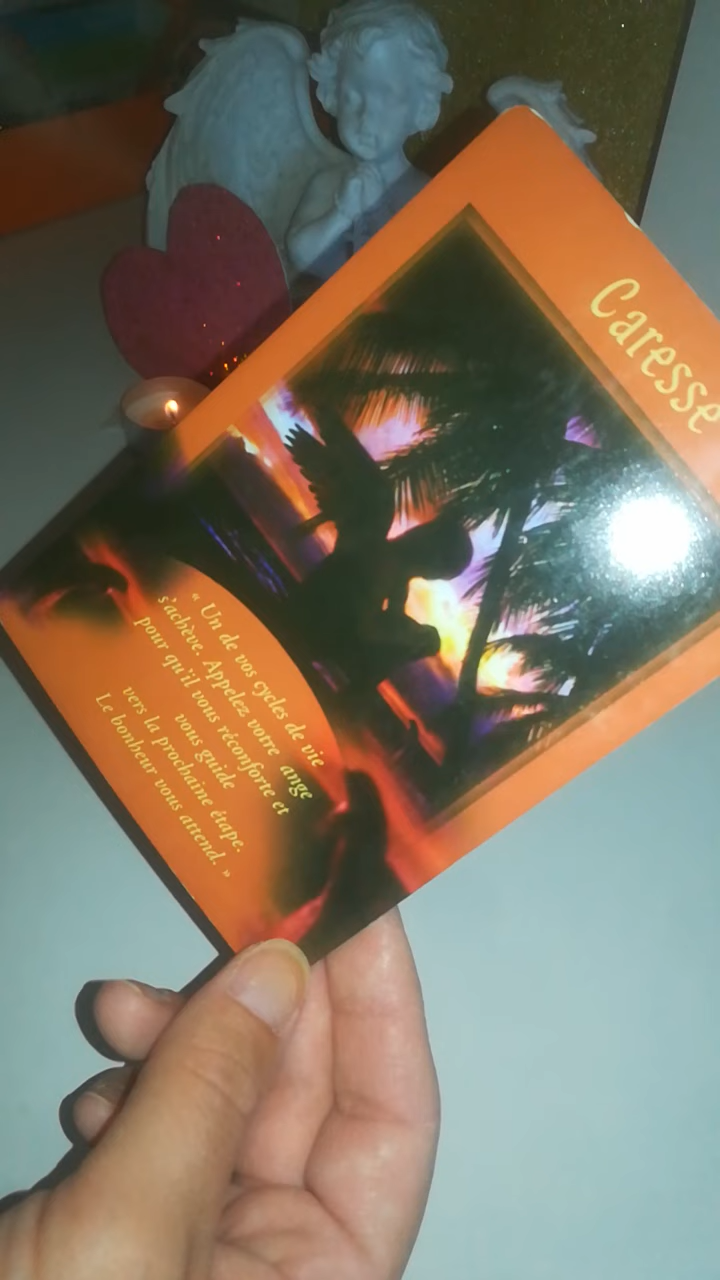 Caresse
« Un de vos cycles de vie
s'achève. Appelez votre ange
pour qu'il vous réconforte et
vous guide
vers la prochaine étape.
Le bonheur vous attend. »